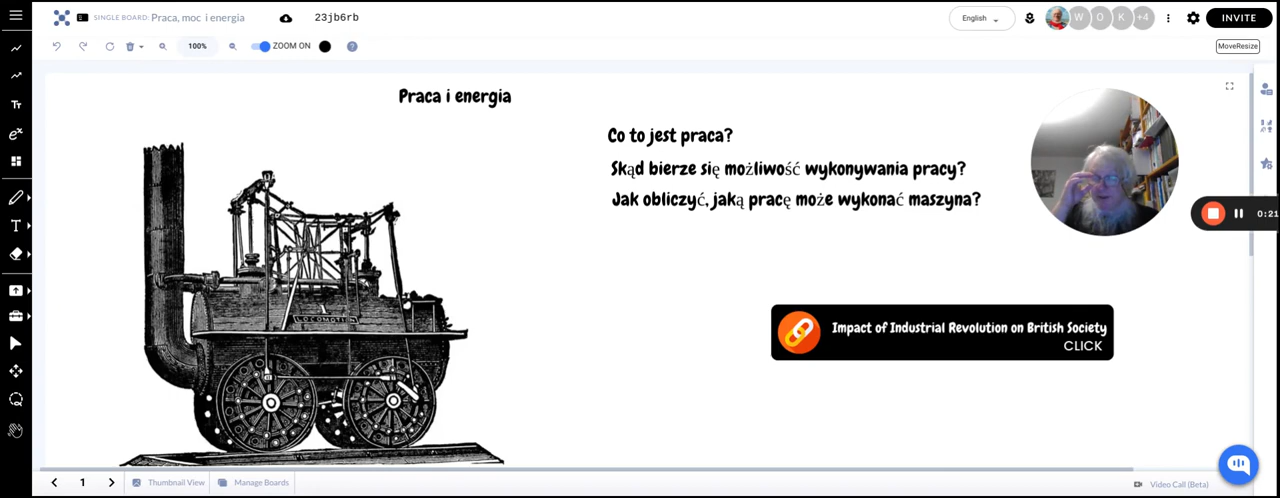 SINGLE BOARD: Praca, moc i energia
23jb6rb
English
W
O
K
+4
INVITE
100%
ZOOM ON
MoveResize
Praca i energia
Co to jest praca?
Skąd bierze się możliwość wykonywania pracy?
Jak obliczyć, jaką pracę może wykonać maszyna?
0:21
LOCOMOTION
Impact of Industrial Revolution on British Society
CLICK
1
Thumbnail View
Manage Boards
Video Call (Beta)